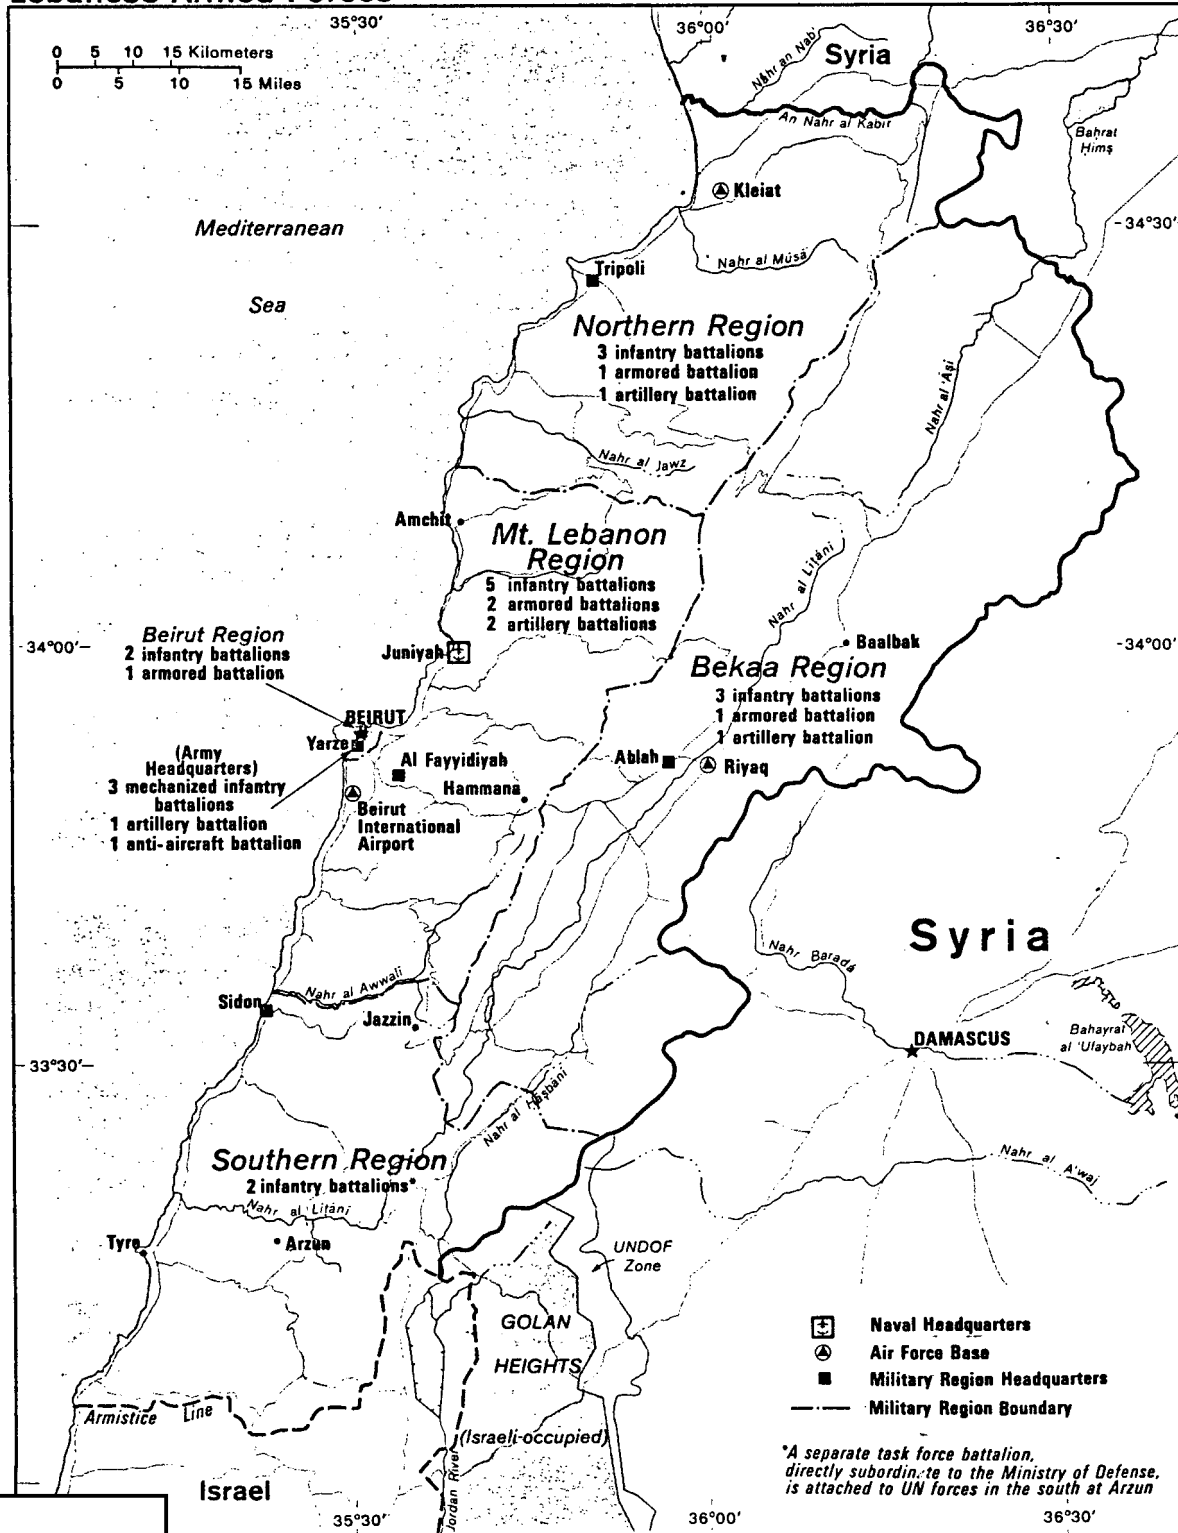 Lebanese Armed Forces
35°30'
36°00'
36°30'
0 5 10 15 Kilometers
0 5 10 15 Miles
Syria
Nahr an Nab'
An Nahr al Kabir
Bahrat
Himş
Kleiat
Mediterranean
Sea
34°30'
Nahr al Mūsá
Tripoli
Northern Region
3 infantry battalions
1 armored battalion
1 artillery battalion
Nahr al 'Āşi
Nahr al Jawz
Amchit
Mt. Lebanon
Region
5 infantry battalions
2 armored battalions
2 artillery battalions
Nahr al Litāni
Beirut Region
2 infantry battalions
1 armored battalion
34°00'
Juniyah
Baalbak
34°00'
Bekaa Region
3 infantry battalions
1 armored battalion
1 artillery battalion
BEIRUT
Yarze
(Army
Headquarters)
3 mechanized infantry
battalions
1 artillery battalion
1 anti-aircraft battalion
Al Fayyidiyah
Hammana
Ablah
Riyaq
Beirut
International
Airport
Syria
Nahr Baradá
Nahr al Awwali
Sidon
Jazzin
DAMASCUS
Bahayrat
al 'Utaybah
33°30'
Nahr al Hasbani
Southern Region
2 infantry battalions*
Nahr al Litāni
Nahr al A'waj
Tyre
Arzun
UNDOF
Zone
GOLAN
HEIGHTS
(Israeli-occupied)
Naval Headquarters
Air Force Base
Military Region Headquarters
Military Region Boundary
Armistice Line
Israel
Jordan River
*A separate task force battalion,
directly subordinate to the Ministry of Defense,
is attached to UN forces in the south at Arzun
35°30'
36°00'
36°30'